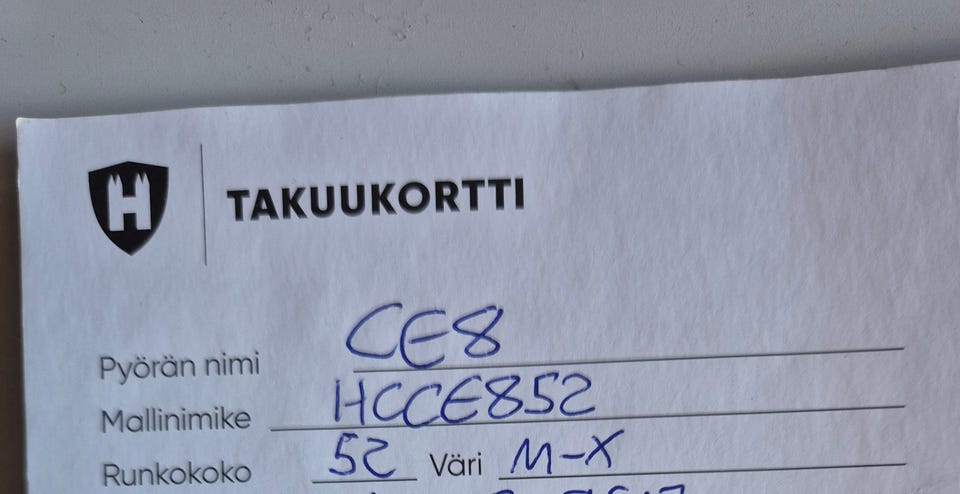 H TAKUUKORTTI
Pyörän nimi CE8
Mallinimike HCCE852
Runkokoko 52 Väri M-X